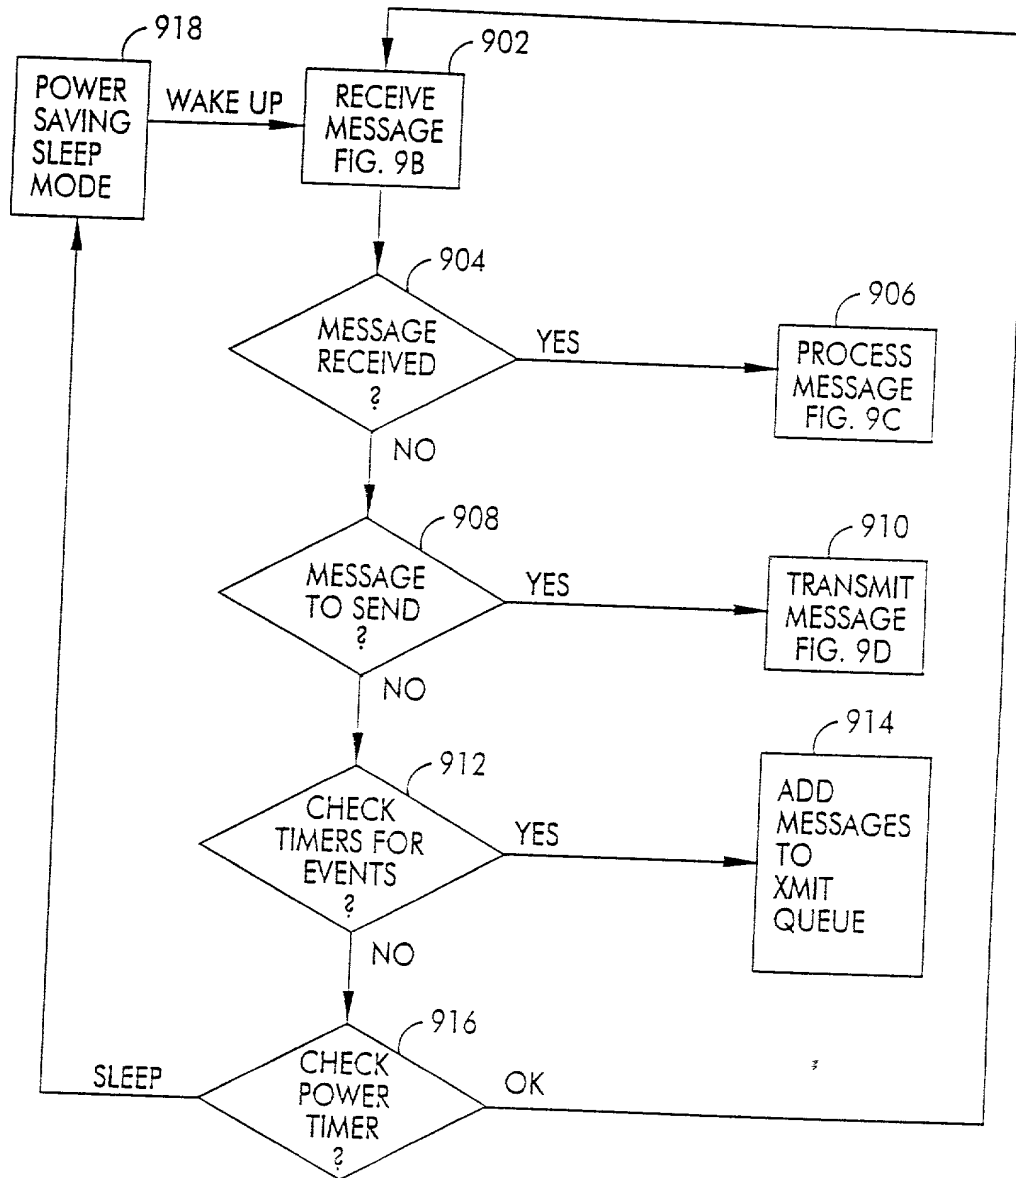 918
POWER
SAVING
SLEEP
MODE
WAKE UP
902
RECEIVE
MESSAGE
FIG. 9B
904
MESSAGE
RECEIVED
?
YES
906
PROCESS
MESSAGE
FIG. 9C
NO
908
MESSAGE
TO SEND
?
YES
910
TRANSMIT
MESSAGE
FIG. 9D
NO
912
CHECK
TIMERS FOR
EVENTS
?
YES
914
ADD
MESSAGES
TO
XMIT
QUEUE
NO
916
CHECK
POWER
TIMER
?
SLEEP
OK